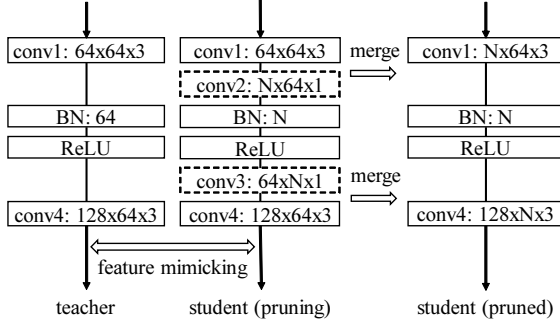 conv1: 64x64x3
conv1: 64x64x3
merge
conv1: Nx64x3
conv2: Nx64x1
BN: 64
BN: N
BN: N
ReLU
ReLU
ReLU
conv3: 64xNx1
merge
conv4: 128x64x3
conv4: 128x64x3
conv4: 128xNx3
feature mimicking
teacher
student (pruning)
student (pruned)